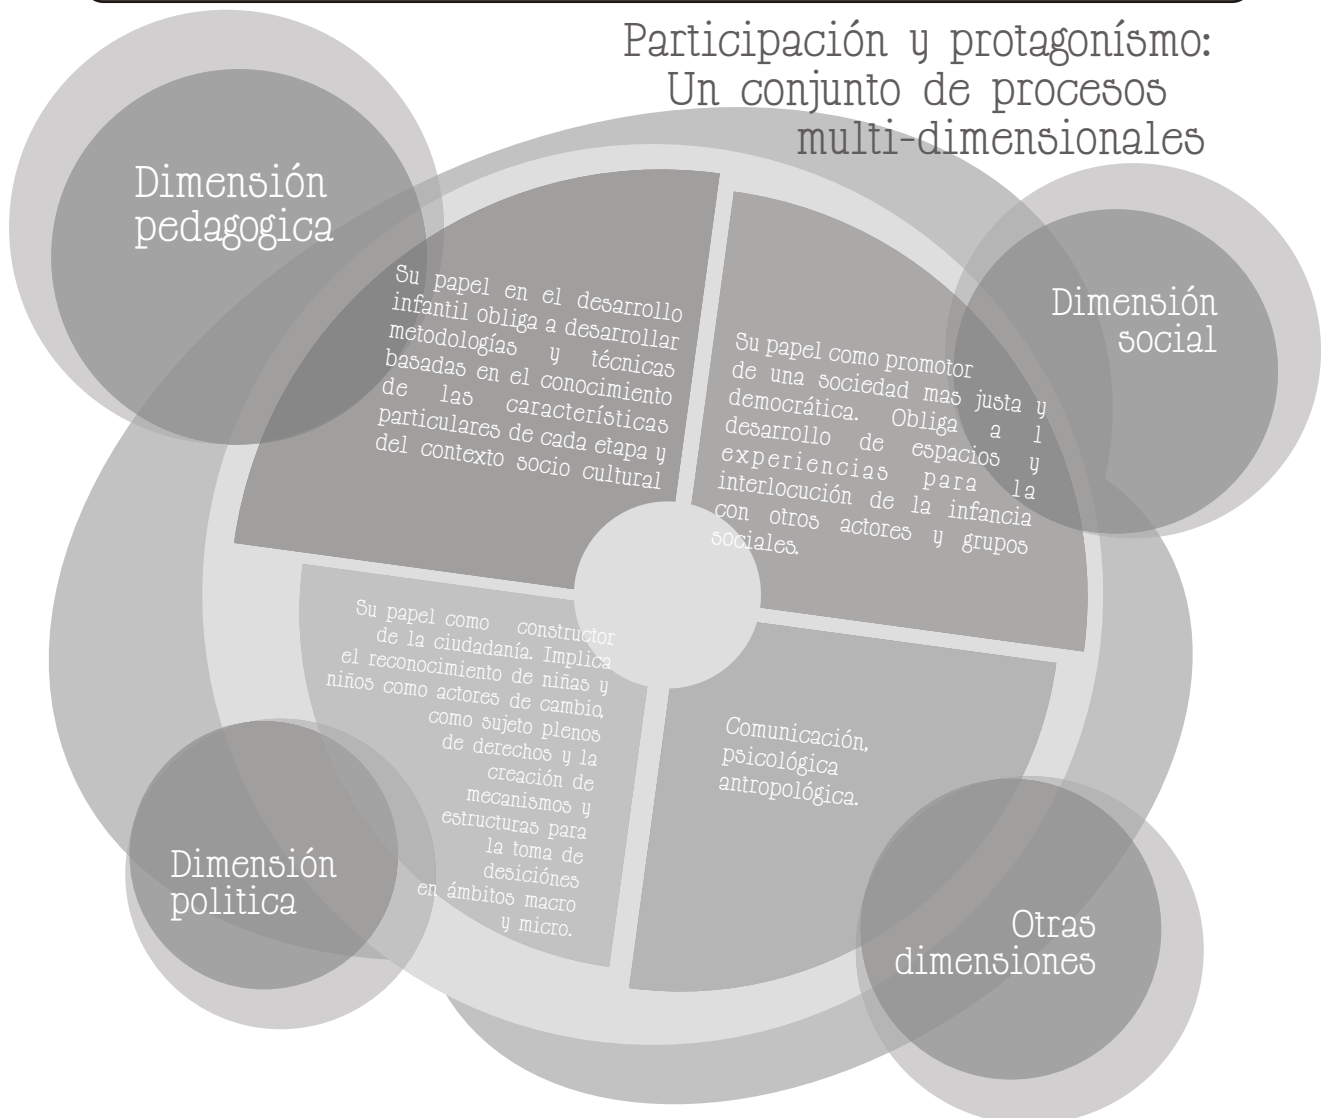 Participación y protagonísmo:
Un conjunto de procesos
multi-dimensionales
Dimensión
pedagogica
Su papel en el desarrollo
infantil obliga a desarrollar
metodologías y técnicas
basadas en el conocimiento
de las características
particulares de cada etapa y
del contexto socio cultural
Dimensión
social
Su papel como promotor
de una sociedad mas justa y
democrática. Obliga a l
desarrollo de espacios y
experiencias para la
interlocución de la infancia
con otros actores y grupos
sociales.
Dimensión
politica
Su papel como constructor
de la ciudadanía. Implica
el reconocimiento de niñas y
niños como actores de cambio,
como sujeto plenos
de derechos y la
creación de
mecanismos y
estructuras para
la toma de
desiciónes
en ámbitos macro
y micro.
Otras
dimensiones
Comunicación,
psicológica
antropológica.